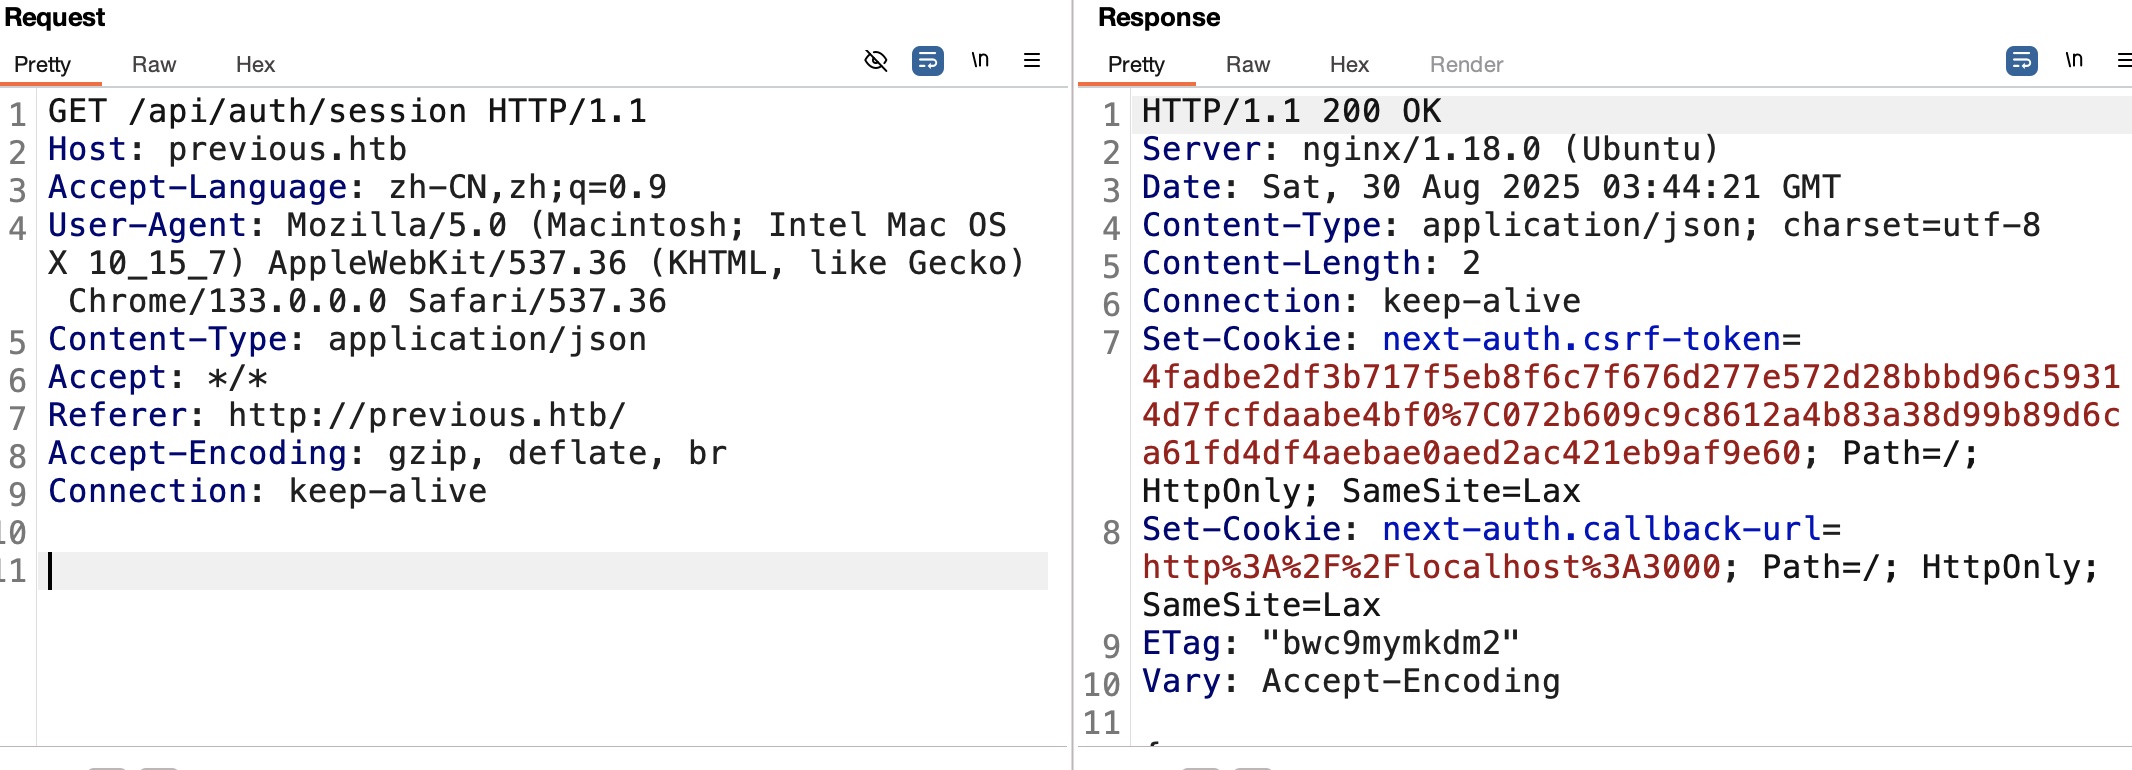 Request
Pretty Raw Hex \n
1 GET /api/auth/session HTTP/1.1
2 Host: previous.htb
3 Accept-Language: zh-CN,zh;q=0.9
4 User-Agent: Mozilla/5.0 (Macintosh; Intel Mac OS
X 10_15_7) AppleWebKit/537.36 (KHTML, like Gecko)
Chrome/133.0.0.0 Safari/537.36
5 Content-Type: application/json
6 Accept: */*
7 Referer: http://previous.htb/
8 Accept-Encoding: gzip, deflate, br
9 Connection: keep-alive
10
11
Response
Pretty Raw Hex Render \n
1 HTTP/1.1 200 OK
2 Server: nginx/1.18.0 (Ubuntu)
3 Date: Sat, 30 Aug 2025 03:44:21 GMT
4 Content-Type: application/json; charset=utf-8
5 Content-Length: 2
6 Connection: keep-alive
7 Set-Cookie: next-auth.csrf-token=
4fadbe2df3b717f5eb8f6c7f676d277e572d28bbbd96c5931
4d7fcfdaabe4bf0%7C072b609c9c8612a4b83a38d99b89d6c
a61fd4df4aebae0aed2ac421eb9af9e60; Path=/;
HttpOnly; SameSite=Lax
8 Set-Cookie: next-auth.callback-url=
http%3A%2F%2Flocalhost%3A3000; Path=/; HttpOnly;
SameSite=Lax
9 ETag: "bwc9mymkdm2"
10 Vary: Accept-Encoding
11